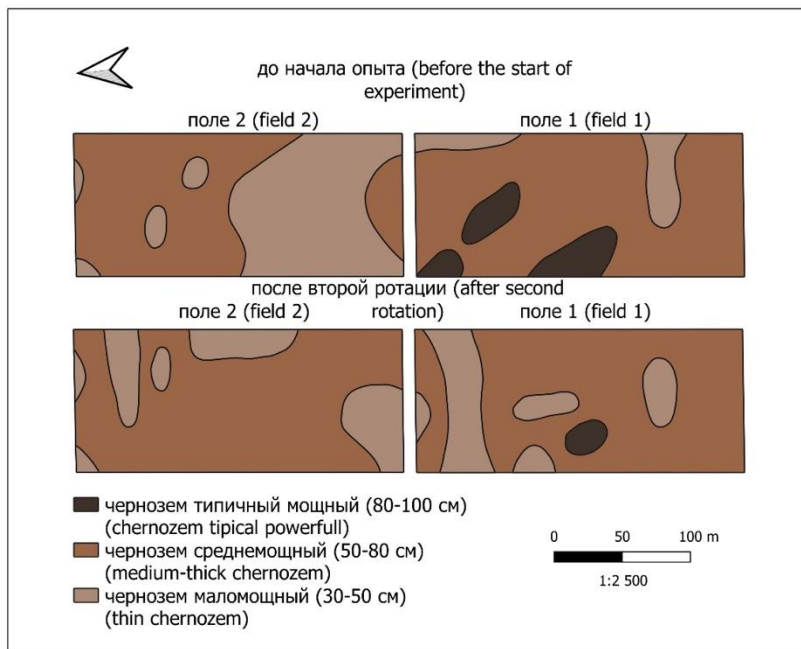 до начала опыта (before the start of
experiment)
поле 2 (field 2)
поле 1 (field 1)
после второй ротации (after second
rotation)
поле 2 (field 2)
поле 1 (field 1)
чернозем типичный мощный (80-100 см)
(chernozem tipical powerfull)
чернозем среднемощный (50-80 см)
(medium-thick chernozem)
чернозем маломощный (30-50 см)
(thin chernozem)
0 50 100 m
1:2 500